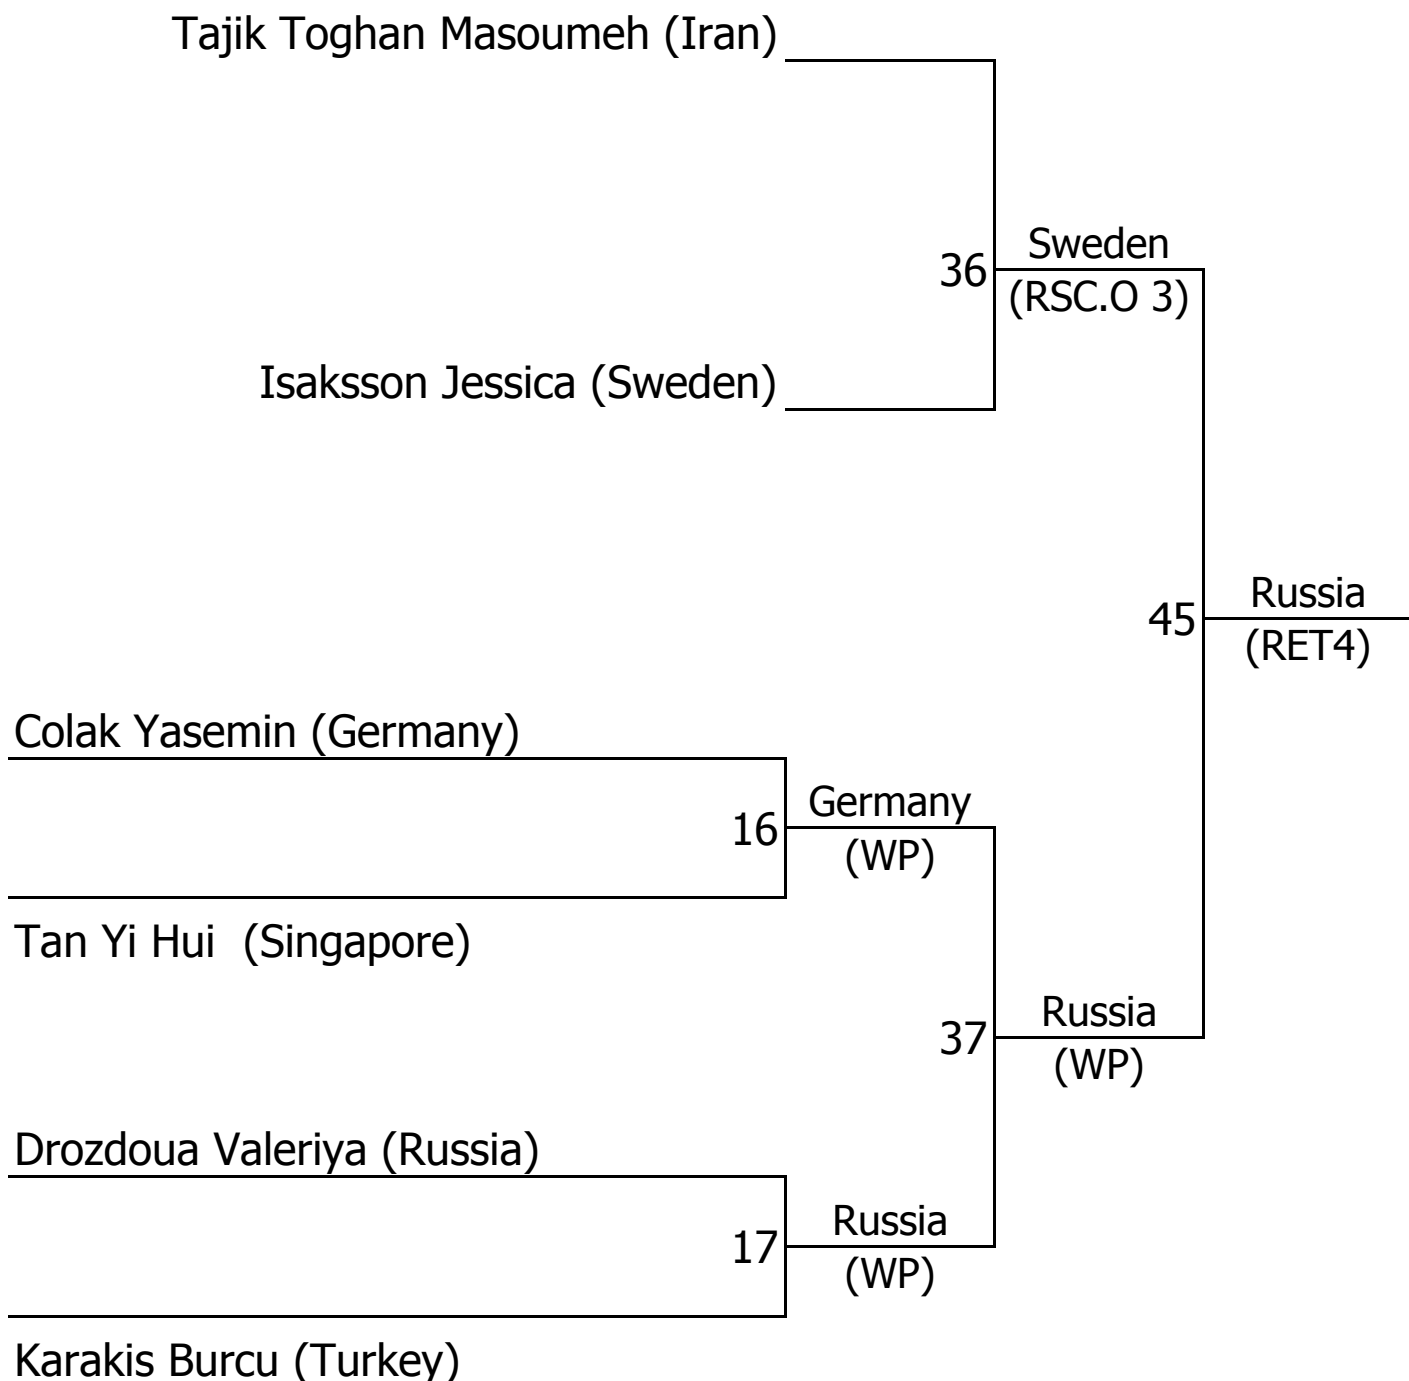 Tajik Toghan Masoumeh (Iran)
Sweden
36
(RSC.O 3)
Isaksson Jessica (Sweden)
Russia
45
(RET4)
Colak Yasemin (Germany)
Germany
16
(WP)
Tan Yi Hui  (Singapore)
Russia
37
(WP)
Drozdoua Valeriya (Russia)
Russia
17
(WP)
Karakis Burcu (Turkey)